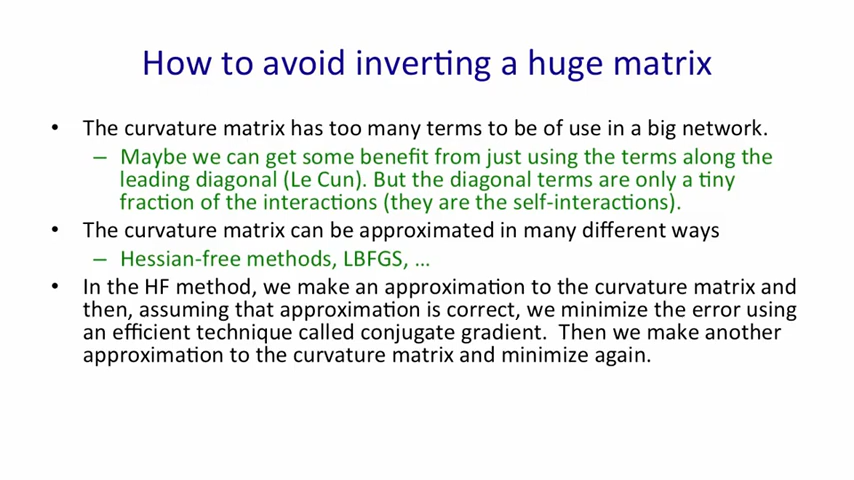 How to avoid inverting a huge matrix
• The curvature matrix has too many terms to be of use in a big network.
– Maybe we can get some benefit from just using the terms along the
leading diagonal (Le Cun). But the diagonal terms are only a tiny
fraction of the interactions (they are the self-interactions).
• The curvature matrix can be approximated in many different ways
– Hessian-free methods, LBFGS, ...
• In the HF method, we make an approximation to the curvature matrix and
then, assuming that approximation is correct, we minimize the error using
an efficient technique called conjugate gradient. Then we make another
approximation to the curvature matrix and minimize again.